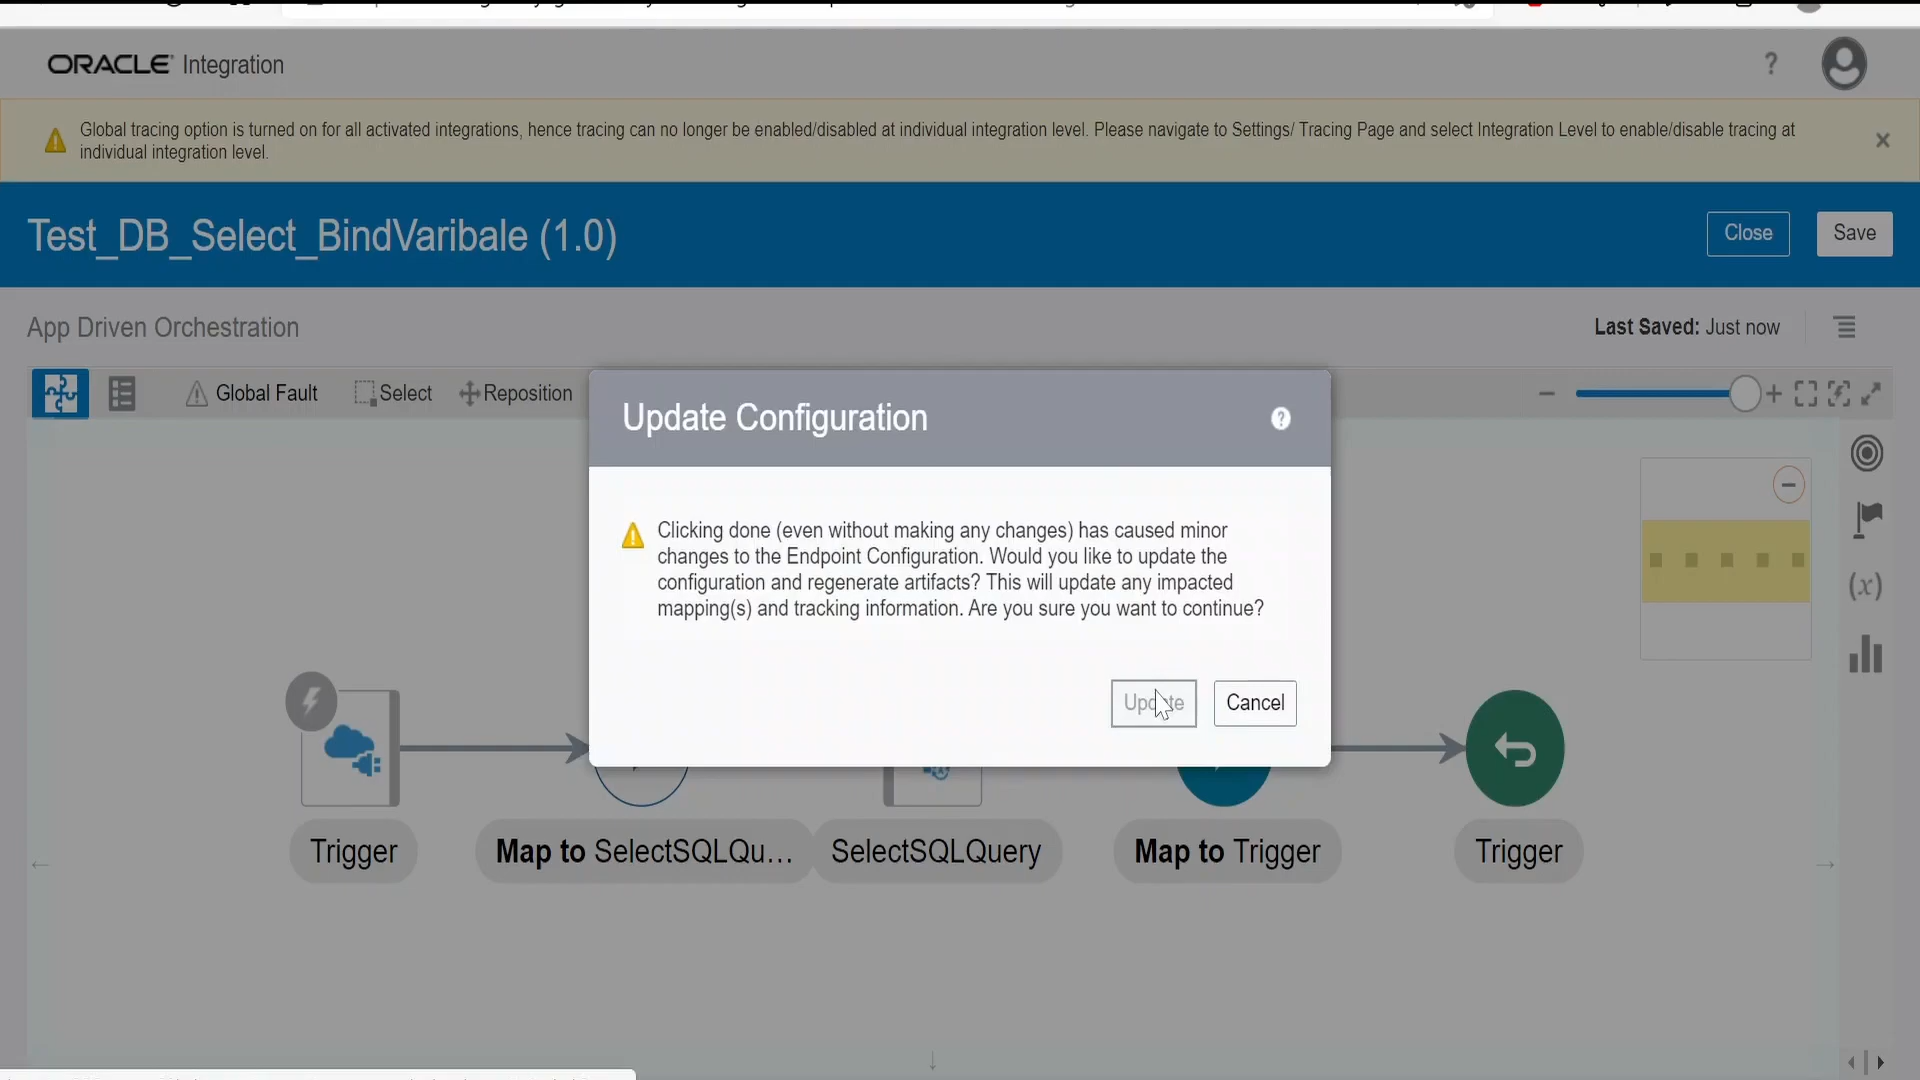 ORACLE Integration
?
Global tracing option is turned on for all activated integrations, hence tracing can no longer be enabled/disabled at individual integration level. Please navigate to Settings/ Tracing Page and select Integration Level to enable/disable tracing at
individual integration level.
Test_DB_Select_BindVaribale (1.0)
Close
Save
App Driven Orchestration
Last Saved: Just now
Global Fault
Select
Reposition
Update Configuration
?
Clicking done (even without making any changes) has caused minor
changes to the Endpoint Configuration. Would you like to update the
configuration and regenerate artifacts? This will update any impacted
mapping(s) and tracking information. Are you sure you want to continue?
(x)
Update
Cancel
Trigger
Map to SelectSQLQu...
SelectSQLQuery
Map to Trigger
Trigger